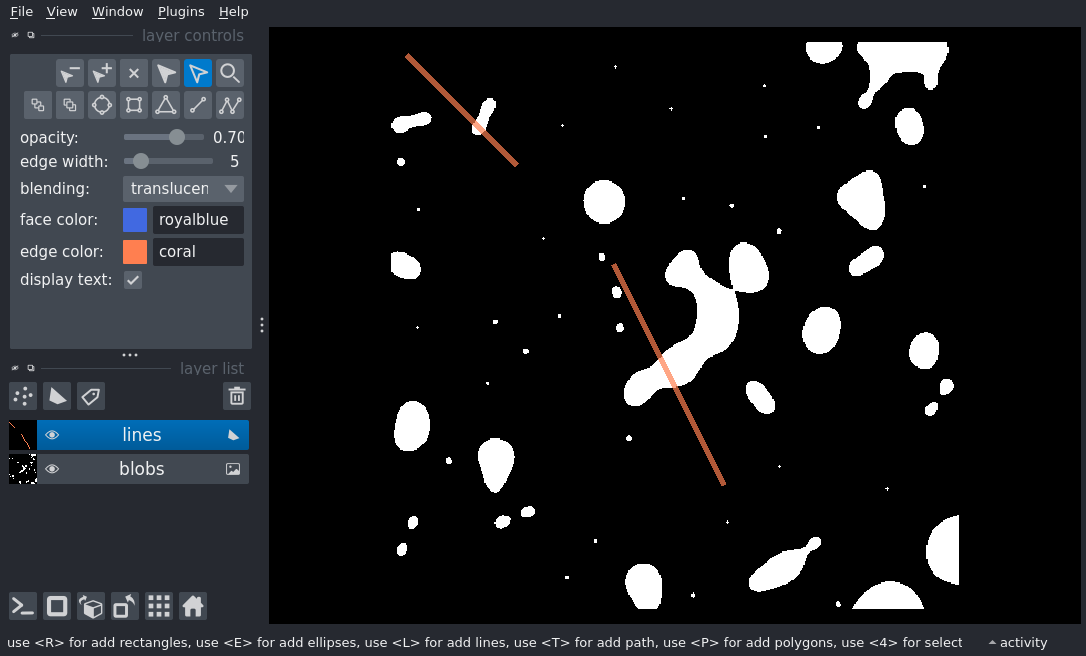 File View Window Plugins Help
layer controls
opacity: 0.70
edge width: 5
blending: translucen
face color: royalblue
edge color: coral
display text:
layer list
lines
blobs
use <R> for add rectangles, use <E> for add ellipses, use <L> for add lines, use <T> for add path, use <P> for add polygons, use <4> for select
activity